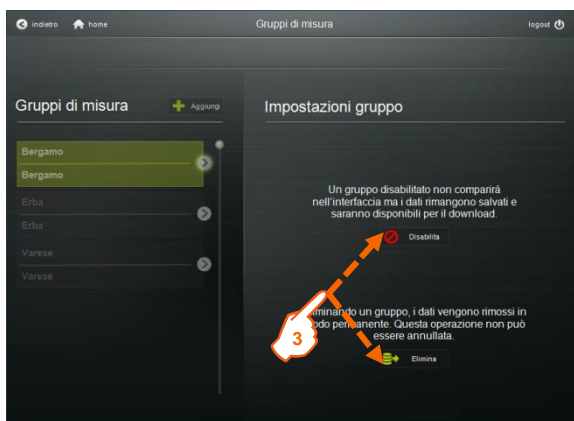 indietro home Gruppi di misura logout
Gruppi di misura Aggiungi
Impostazioni gruppo
Bergamo
Bergamo
Erba
Erba
Varese
Varese
Un gruppo disabilitato non comparirà
nell'interfaccia ma i dati rimangono salvati e
saranno disponibili per il download.
Disabilita
un gruppo, i dati vengono rimossi in
permanente. Questa operazione non può
essere annullata.
Elimina
3